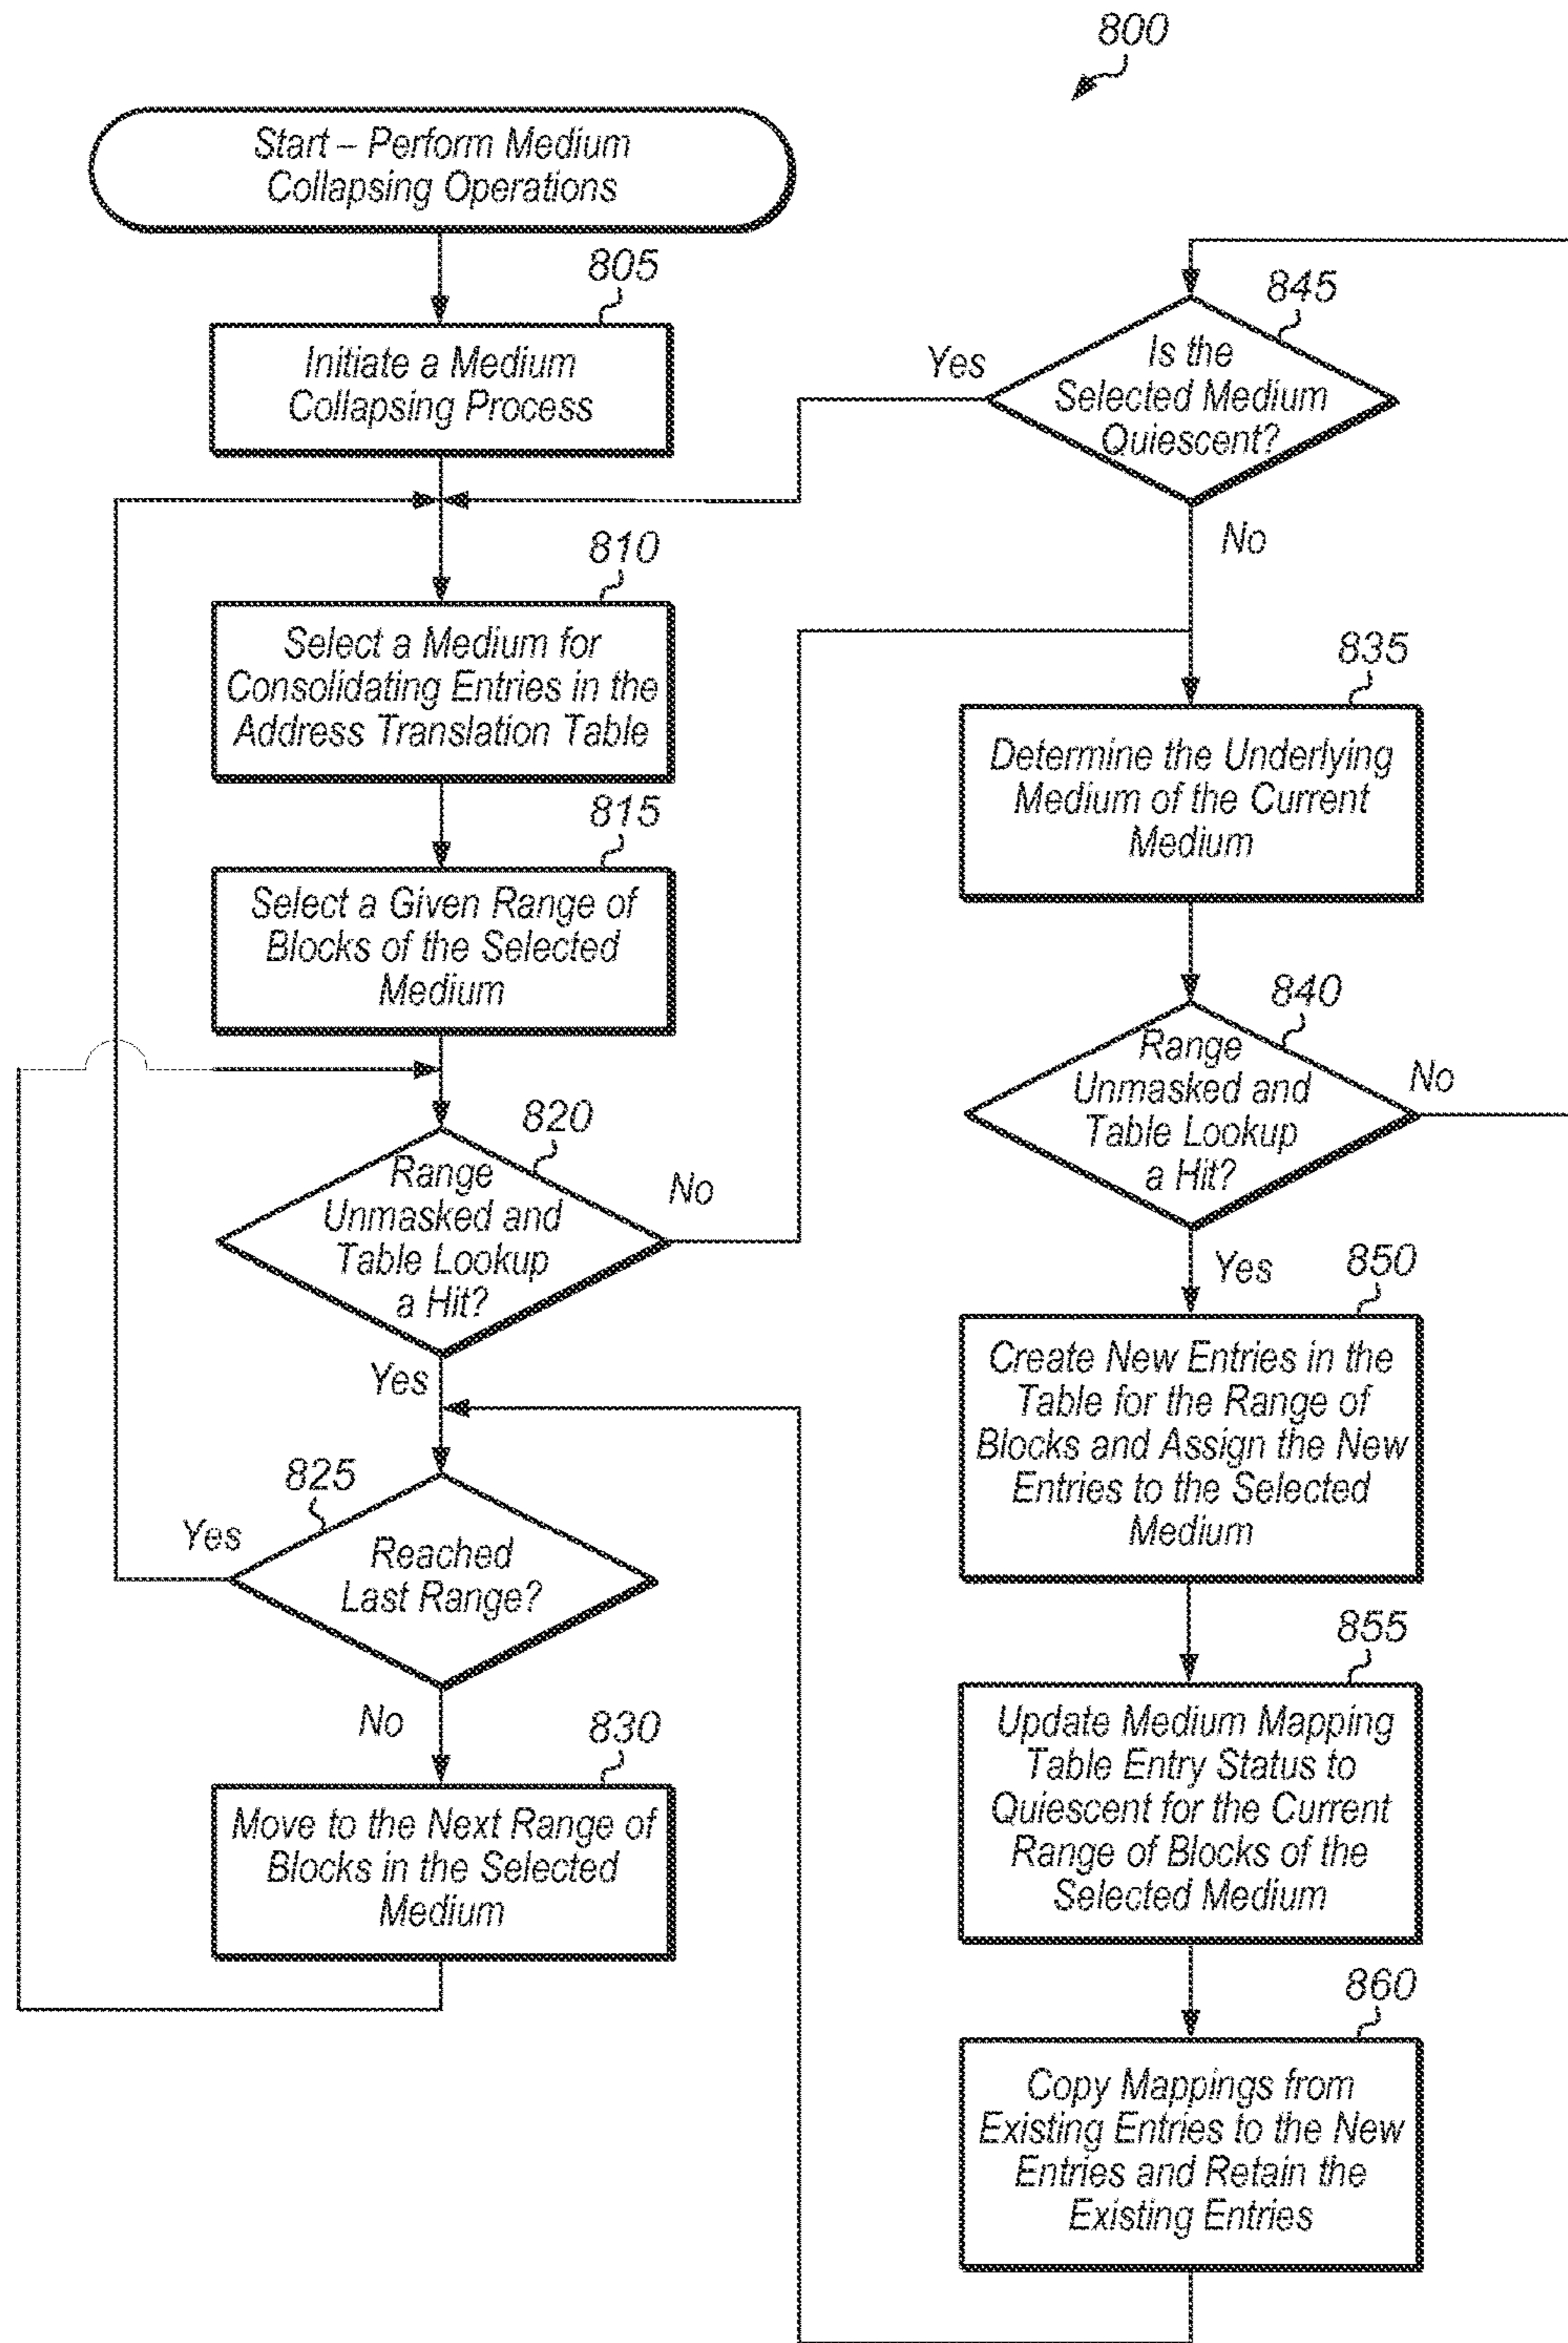 800
Start – Perform Medium
Collapsing Operations
805
Initiate a Medium
Collapsing Process
810
Select a Medium for
Consolidating Entries in the
Address Translation Table
815
Select a Given Range of
Blocks of the Selected
Medium
820
Range
Unmasked and
Table Lookup
a Hit?
No
Yes
825
Yes
Reached
Last Range?
No
830
Move to the Next Range of
Blocks in the Selected
Medium
845
Yes
Is the
Selected Medium
Quiescent?
No
835
Determine the Underlying
Medium of the Current
Medium
840
Range
Unmasked and
Table Lookup
a Hit?
No
Yes
850
Create New Entries in the
Table for the Range of
Blocks and Assign the New
Entries to the Selected
Medium
855
Update Medium Mapping
Table Entry Status to
Quiescent for the Current
Range of Blocks of the
Selected Medium
860
Copy Mappings from
Existing Entries to the New
Entries and Retain the
Existing Entries